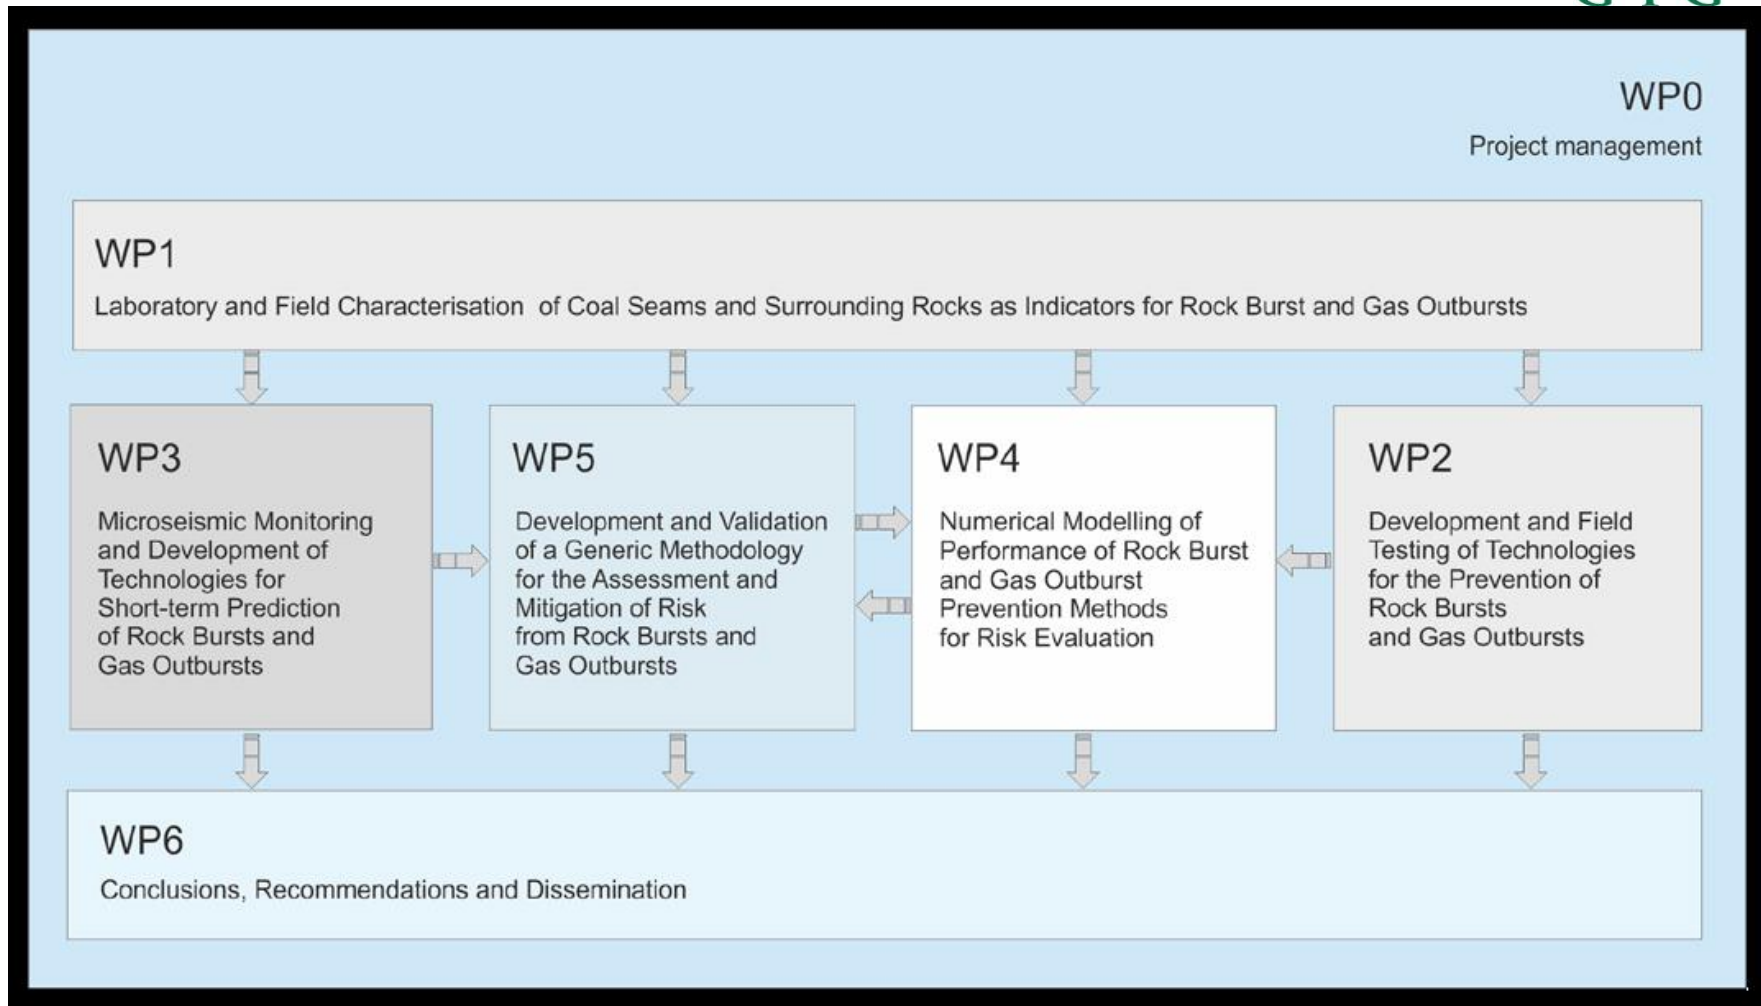 WP0
Project management
WP1
Laboratory and Field Characterisation of Coal Seams and Surrounding Rocks as Indicators for Rock Burst and Gas Outbursts
WP3
Microseismic Monitoring
and Development of
Technologies for
Short-term Prediction
of Rock Bursts and
Gas Outbursts
WP5
Development and Validation
of a Generic Methodology
for the Assessment and
Mitigation of Risk
from Rock Bursts and
Gas Outbursts
WP4
Numerical Modelling of
Performance of Rock Burst
and Gas Outburst
Prevention Methods
for Risk Evaluation
WP2
Development and Field
Testing of Technologies
for the Prevention of
Rock Bursts
and Gas Outbursts
WP6
Conclusions, Recommendations and Dissemination